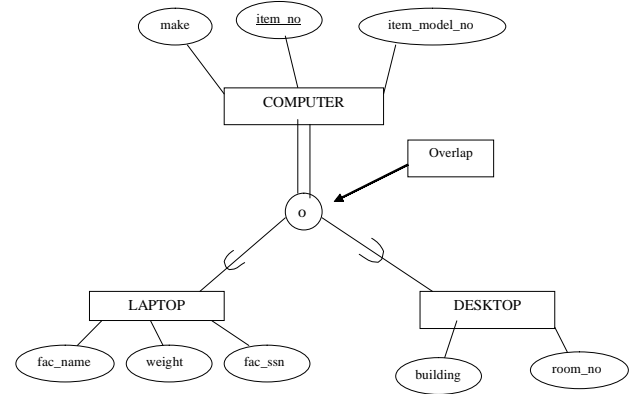 make
item_no
item_model_no
COMPUTER
Overlap
o
LAPTOP
DESKTOP
fac_name
weight
fac_ssn
building
room_no